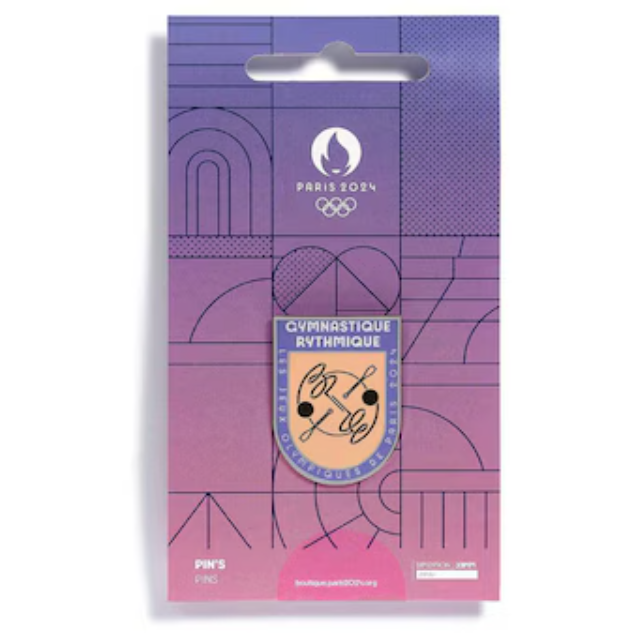 PARIS 2024
GYMNASTIQUE
RYTHMIQUE
LES JEUX OLYMPIQUES DE PARIS 2024
PIN'S
PINS
boutique.paris2024.org